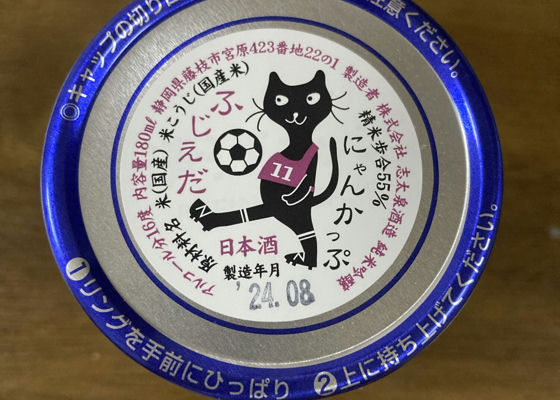 ◎キャップの切り口
注意ください。
①リングを手前にひっぱり
②上に持ち上げてください。
製造者 株式会社 志太泉酒造 純米吟醸
静岡県藤枝市宮原423番地22の1
アルコール分16度 内容量180ml
原材料名 米(国産) 米こうじ(国産米)
精米歩合55%
ふじえだ
にゃんかっぷ
11
日本酒
製造年月
'24.08